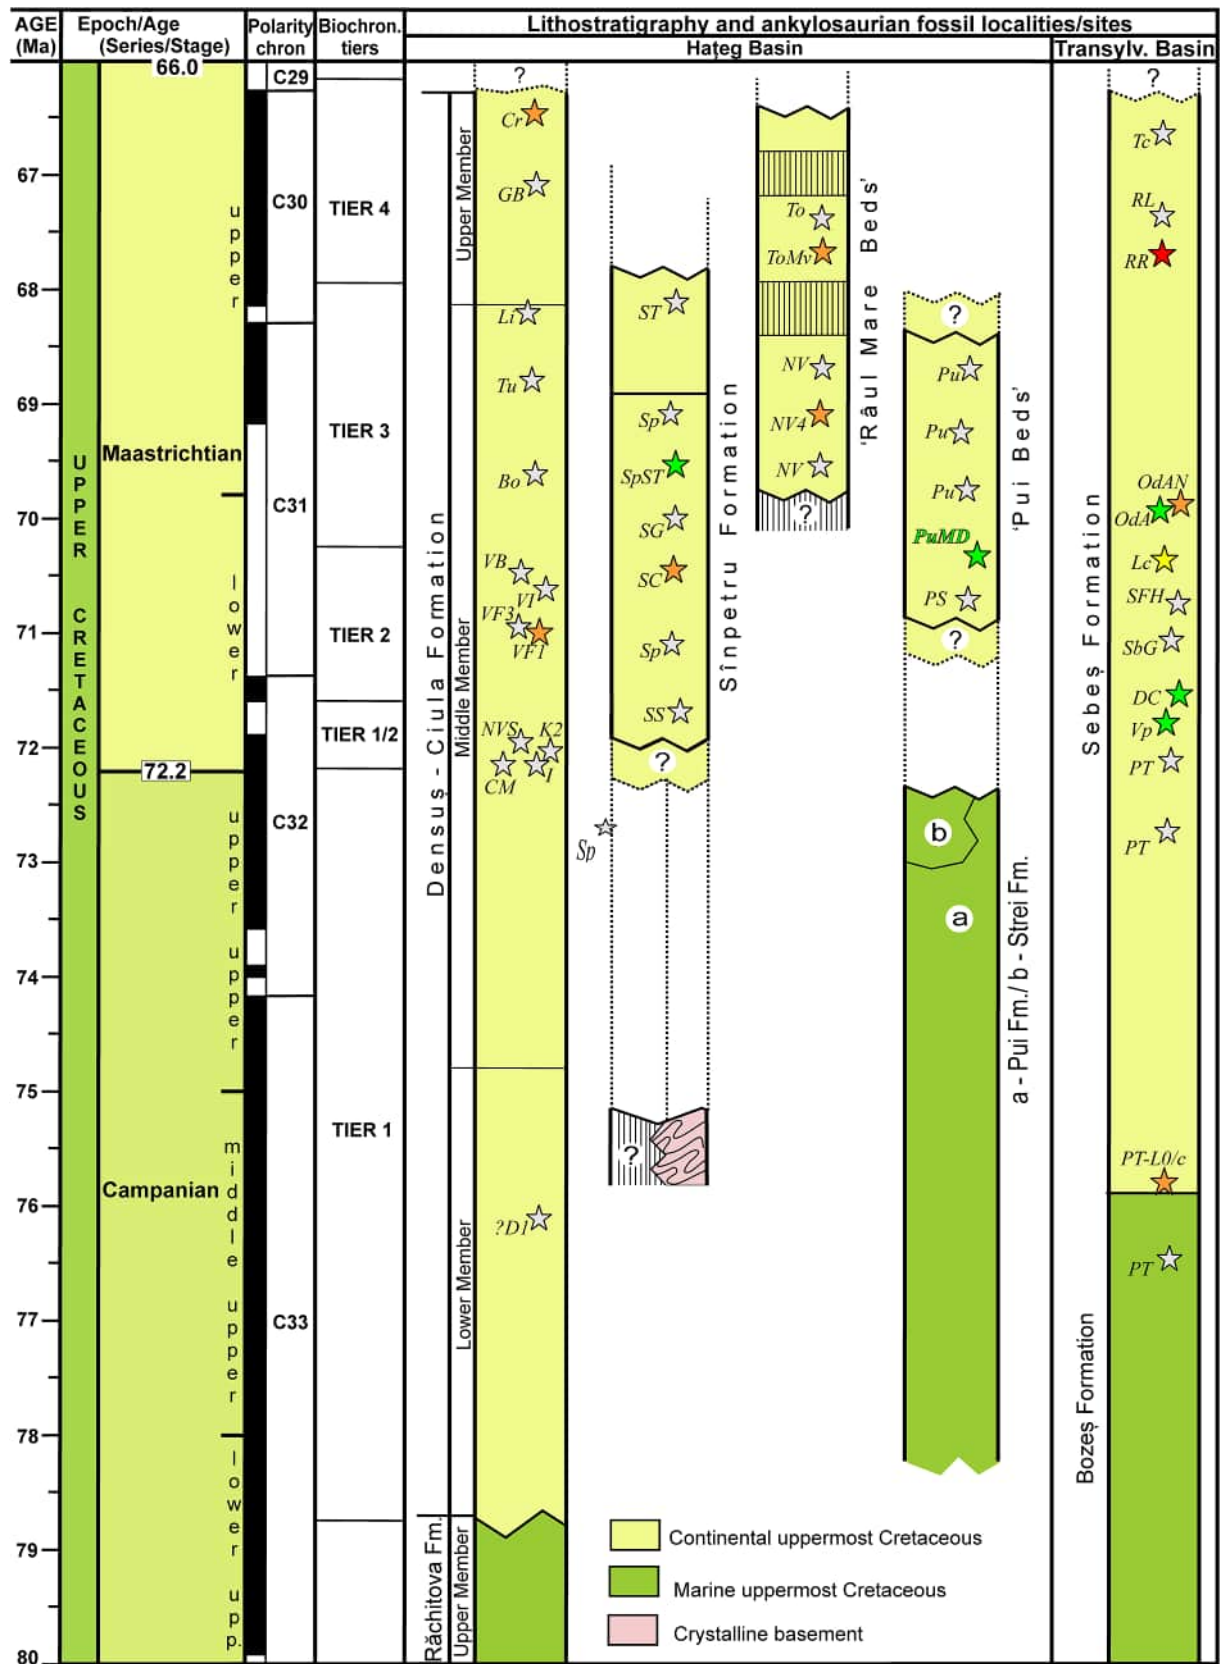 AGE (Ma)
Epoch/Age (Series/Stage)
Polarity chron
Biochron. tiers
Lithostratigraphy and ankylosaurian fossil localities/sites
Haţeg Basin
Transylv. Basin
66.0
67
68
69
70
71
72
73
74
75
76
77
78
79
80
UPPER CRETACEOUS
Maastrichtian
upper
lower
72.2
Campanian
upper upper
middle upper
lower upp.
C29
C30
C31
C32
C33
TIER 4
TIER 3
TIER 2
TIER 1/2
TIER 1
Densuş-Ciula Formation
Upper Member
Middle Member
Lower Member
Răchitova Fm.
Upper Member
?
Cr
GB
Li
Tu
Bo
VB
VI
VF3
VF1
NVS
K2
CM
I
?D1
Sînpetru Formation
ST
Sp
SpST
SG
SC
Sp
SS
?
Sp
?
'Râul Mare Beds'
To
ToMv
NV
NV4
NV
?
'Pui Beds'
?
Pu
Pu
Pu
PuMD
PS
?
b
a
a - Pui Fm./ b - Strei Fm.
Sebeş Formation
Bozeş Formation
?
Tc
RL
RR
OdAN
OdA
Lc
SFH
SbG
DC
Vp
PT
PT
PT-L0/c
PT
Continental uppermost Cretaceous
Marine uppermost Cretaceous
Crystalline basement